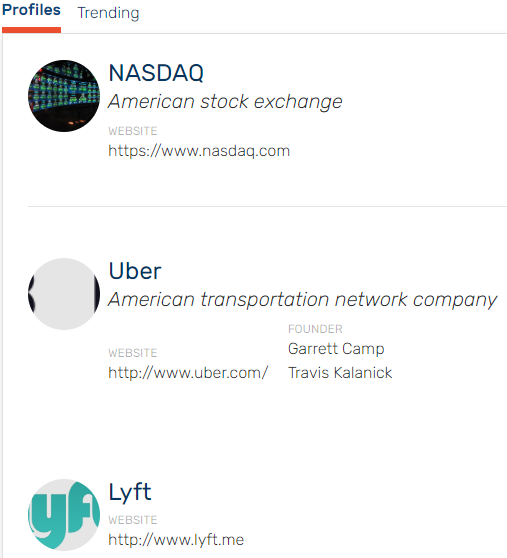 Profiles Trending
NASDAQ
American stock exchange
WEBSITE
https://www.nasdaq.com
Uber
American transportation network company
FOUNDER
Garrett Camp
WEBSITE
http://www.uber.com/ Travis Kalanick
lyft
Lyft
WEBSITE
http://www.lyft.me